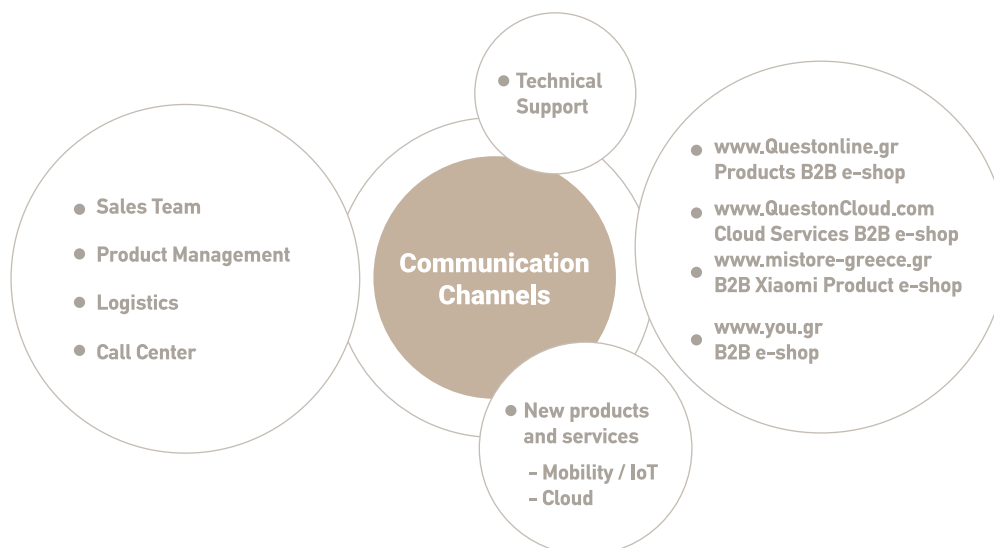 Sales Team
Product Management
Logistics
Call Center
Communication
Channels
Technical
Support
New products
and services
- Mobility / IoT
- Cloud
www.Questonline.gr
Products B2B e-shop
www.QuestonCloud.com
Cloud Services B2B e-shop
www.mistore-greece.gr
B2B Xiaomi Product e-shop
www.you.gr
B2B e-shop